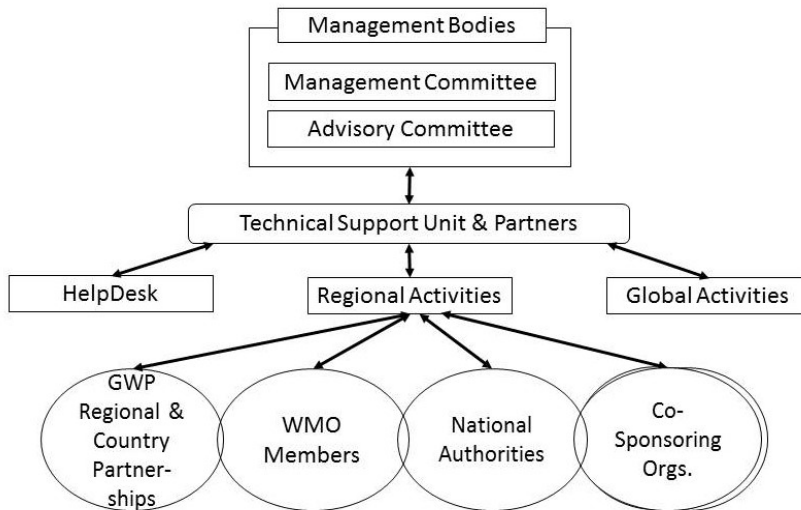 Management Bodies
Management Committee
Advisory Committee
Technical Support Unit & Partners
HelpDesk
Regional Activities
Global Activities
GWP
Regional &
Country
Partner-
ships
WMO
Members
National
Authorities
Co-
Sponsoring
Orgs.